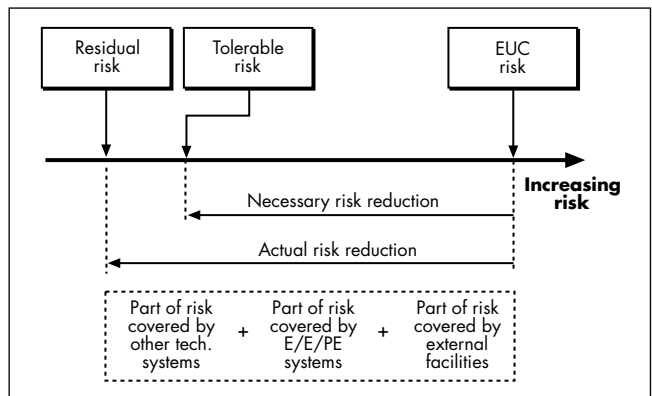 Residual
risk
Tolerable
risk
EUC
risk
Increasing
risk
Necessary risk reduction
Actual risk reduction
Part of risk
covered by
other tech.
systems
+
Part of risk
covered by
E/E/PE
systems
+
Part of risk
covered by
external
facilities